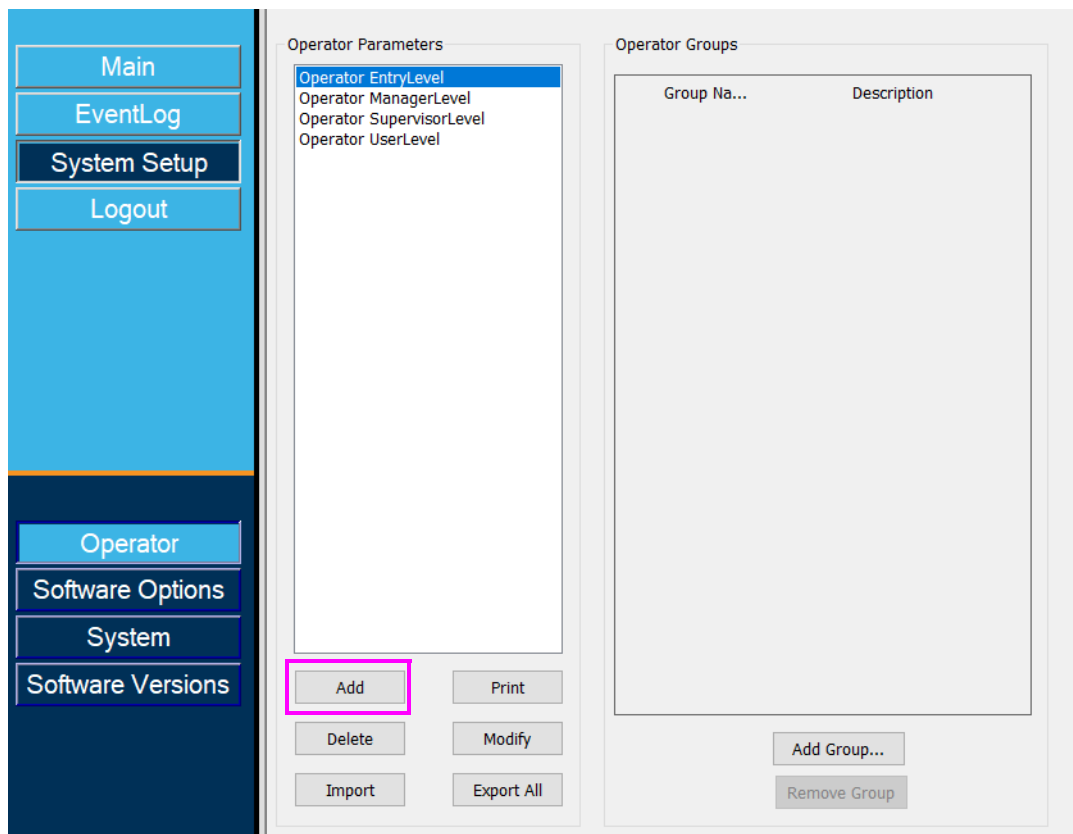 Main
EventLog
System Setup
Logout
Operator
Software Options
System
Software Versions
Operator Parameters
Operator EntryLevel
Operator ManagerLevel
Operator SupervisorLevel
Operator UserLevel
Add
Print
Delete
Modify
Import
Export All
Operator Groups
Group Na...
Description
Add Group...
Remove Group